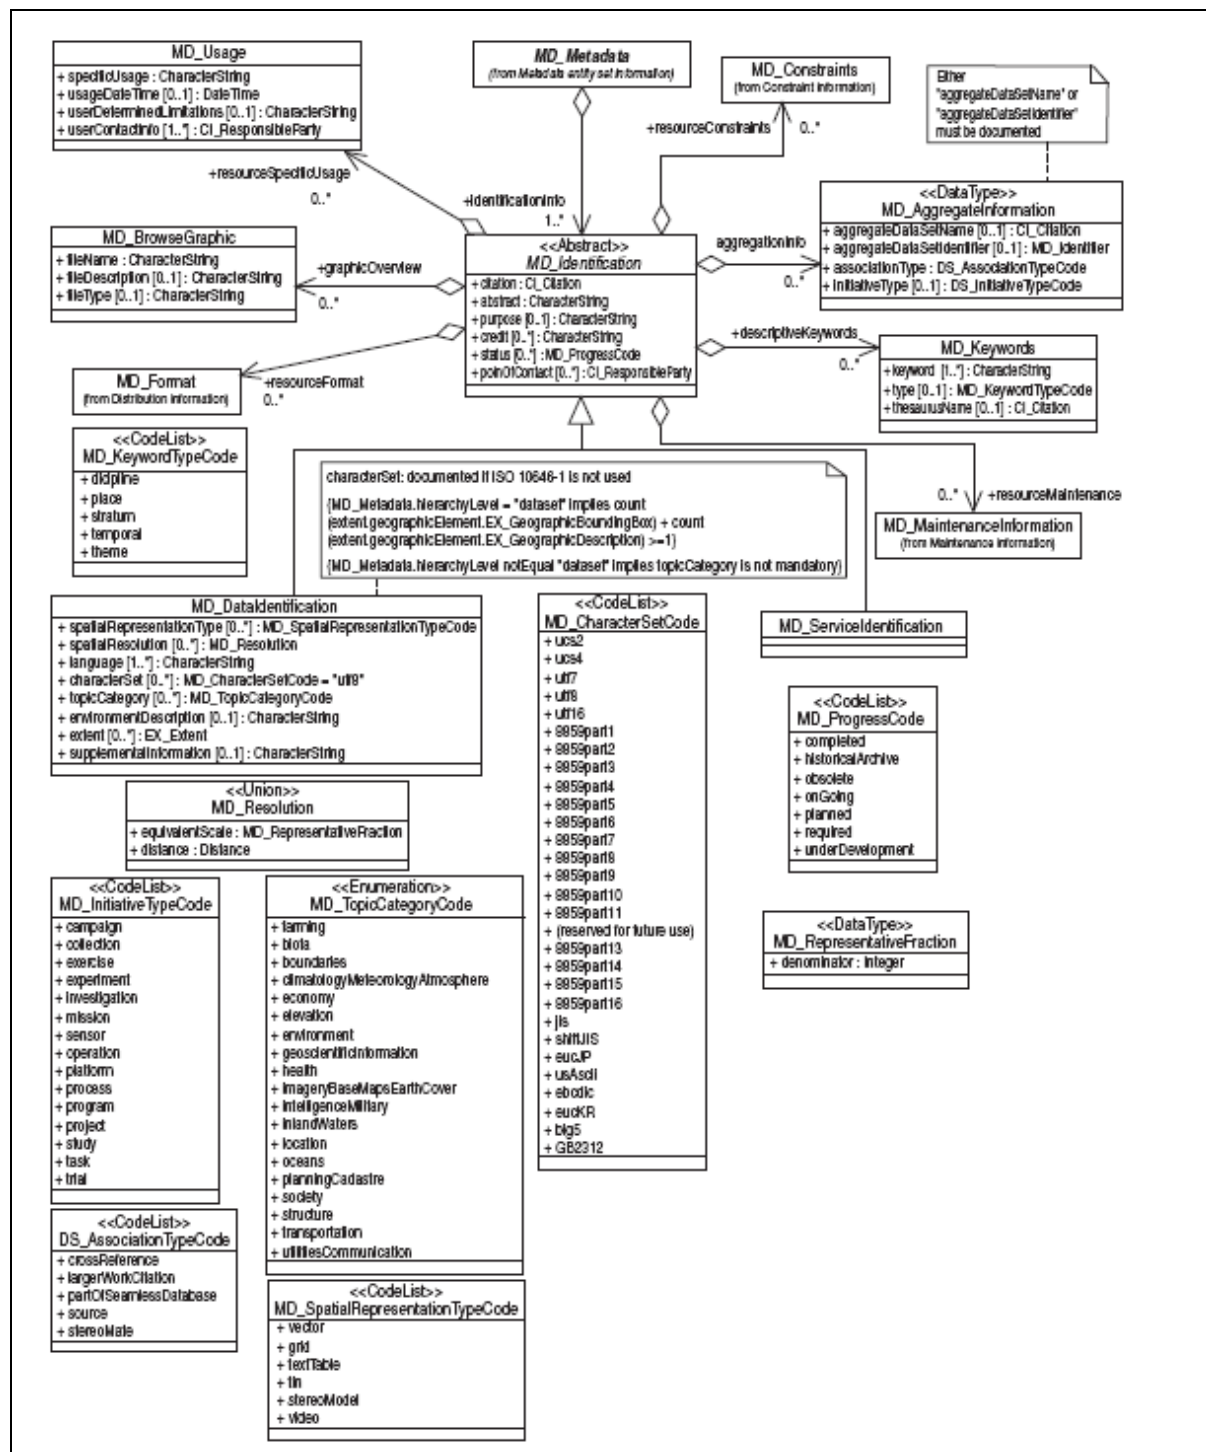 MD_Usage
+ specificUsage : CharacterString
+ usageDateTime [0..1] : DateTime
+ userDeterminedLimitations [0..1] : CharacterString
+ userContactInfo [1..*] : CI_ResponsibleParty
MD_Metadata
(from Metadata entity set information)
MD_Constraints
(from Constraint information)
Either
"aggregateDataSetName" or
"aggregateDataSetIdentifier"
must be documented
+resourceConstraints
0..*
+resourceSpecificUsage
0..*
+identificationInfo
1..*
<<DataType>>
MD_AggregateInformation
+ aggregateDataSetName [0..1] : CI_Citation
+ aggregateDataSetIdentifier [0..1] : MD_Identifier
+ associationType : DS_AssociationTypeCode
+ initiativeType [0..1] : DS_InitiativeTypeCode
MD_BrowseGraphic
+ fileName : CharacterString
+ fileDescription [0..1] : CharacterString
+ fileType [0..1] : CharacterString
+graphicOverview
0..*
<<Abstract>>
MD_Identification
+ citation : CI_Citation
+ abstract : CharacterString
+ purpose [0..1] : CharacterString
+ credit [0..*] : CharacterString
+ status [0..*] : MD_ProgressCode
+ poinOfContact [0..*] : CI_ResponsibleParty
aggregationInfo
0..*
+descriptiveKeywords
0..*
MD_Keywords
+ keyword [1..*] : CharacterString
+ type [0..1] : MD_KeywordTypeCode
+ thesaurusName [0..1] : CI_Citation
MD_Format
(from Distribution information)
+resourceFormat
0..*
<<CodeList>>
MD_KeywordTypeCode
+ dicipline
+ place
+ stratum
+ temporal
+ theme
characterSet: documented if ISO 10646-1 is not used
{MD_Metadata.hierarchyLevel = "dataset" implies count
(extent.geographicElement.EX_GeographicBoundingBox) + count
(extent.geographicElement.EX_GeographicDescription) >=1}
{MD_Metadata.hierarchyLevel notEqual "dataset" implies topicCategory is not mandatory}
0..*
+resourceMaintenance
MD_MaintenanceInformation
(from Maintenance information)
MD_DataIdentification
+ spatialRepresentationType [0..*] : MD_SpatialRepresentationTypeCode
+ spatialResolution [0..*] : MD_Resolution
+ language [1..*] : CharacterString
+ characterSet [0..*] : MD_CharacterSetCode = "utf8"
+ topicCategory [0..*] : MD_TopicCategoryCode
+ environmentDescription [0..1] : CharacterString
+ extent [0..*] : EX_Extent
+ supplementalInformation [0..1] : CharacterString
<<CodeList>>
MD_CharacterSetCode
+ ucs2
+ ucs4
+ utf7
+ utf8
+ utf16
+ 8859part1
+ 8859part2
+ 8859part3
+ 8859part4
+ 8859part5
+ 8859part6
+ 8859part7
+ 8859part8
+ 8859part9
+ 8859part10
+ 8859part11
+ (reserved for future use)
+ 8859part13
+ 8859part14
+ 8859part15
+ 8859part16
+ jis
+ shiftJIS
+ eucJP
+ usAscii
+ ebcdic
+ eucKR
+ big5
+ GB2312
MD_ServiceIdentification
<<CodeList>>
MD_ProgressCode
+ completed
+ historicalArchive
+ obsolete
+ onGoing
+ planned
+ required
+ underDevelopment
<<Union>>
MD_Resolution
+ equivalentScale : MD_RepresentativeFraction
+ distance : Distance
<<CodeList>>
MD_InitiativeTypeCode
+ campaign
+ collection
+ exercise
+ experiment
+ investigation
+ mission
+ sensor
+ operation
+ platform
+ process
+ program
+ project
+ study
+ task
+ trial
<<Enumeration>>
MD_TopicCategoryCode
+ farming
+ biota
+ boundaries
+ climatologyMeteorologyAtmosphere
+ economy
+ elevation
+ environment
+ geoscientificInformation
+ health
+ imageryBaseMapsEarthCover
+ intelligenceMilitary
+ inlandWaters
+ location
+ oceans
+ planningCadastre
+ society
+ structure
+ transportation
+ utilitiesCommunication
<<DataType>>
MD_RepresentativeFraction
+ denominator : Integer
<<CodeList>>
DS_AssociationTypeCode
+ crossReference
+ largerWorkCitation
+ partOfSeamlessDatabase
+ source
+ stereoMate
<<CodeList>>
MD_SpatialRepresentationTypeCode
+ vector
+ grid
+ textTable
+ tin
+ stereoModel
+ video